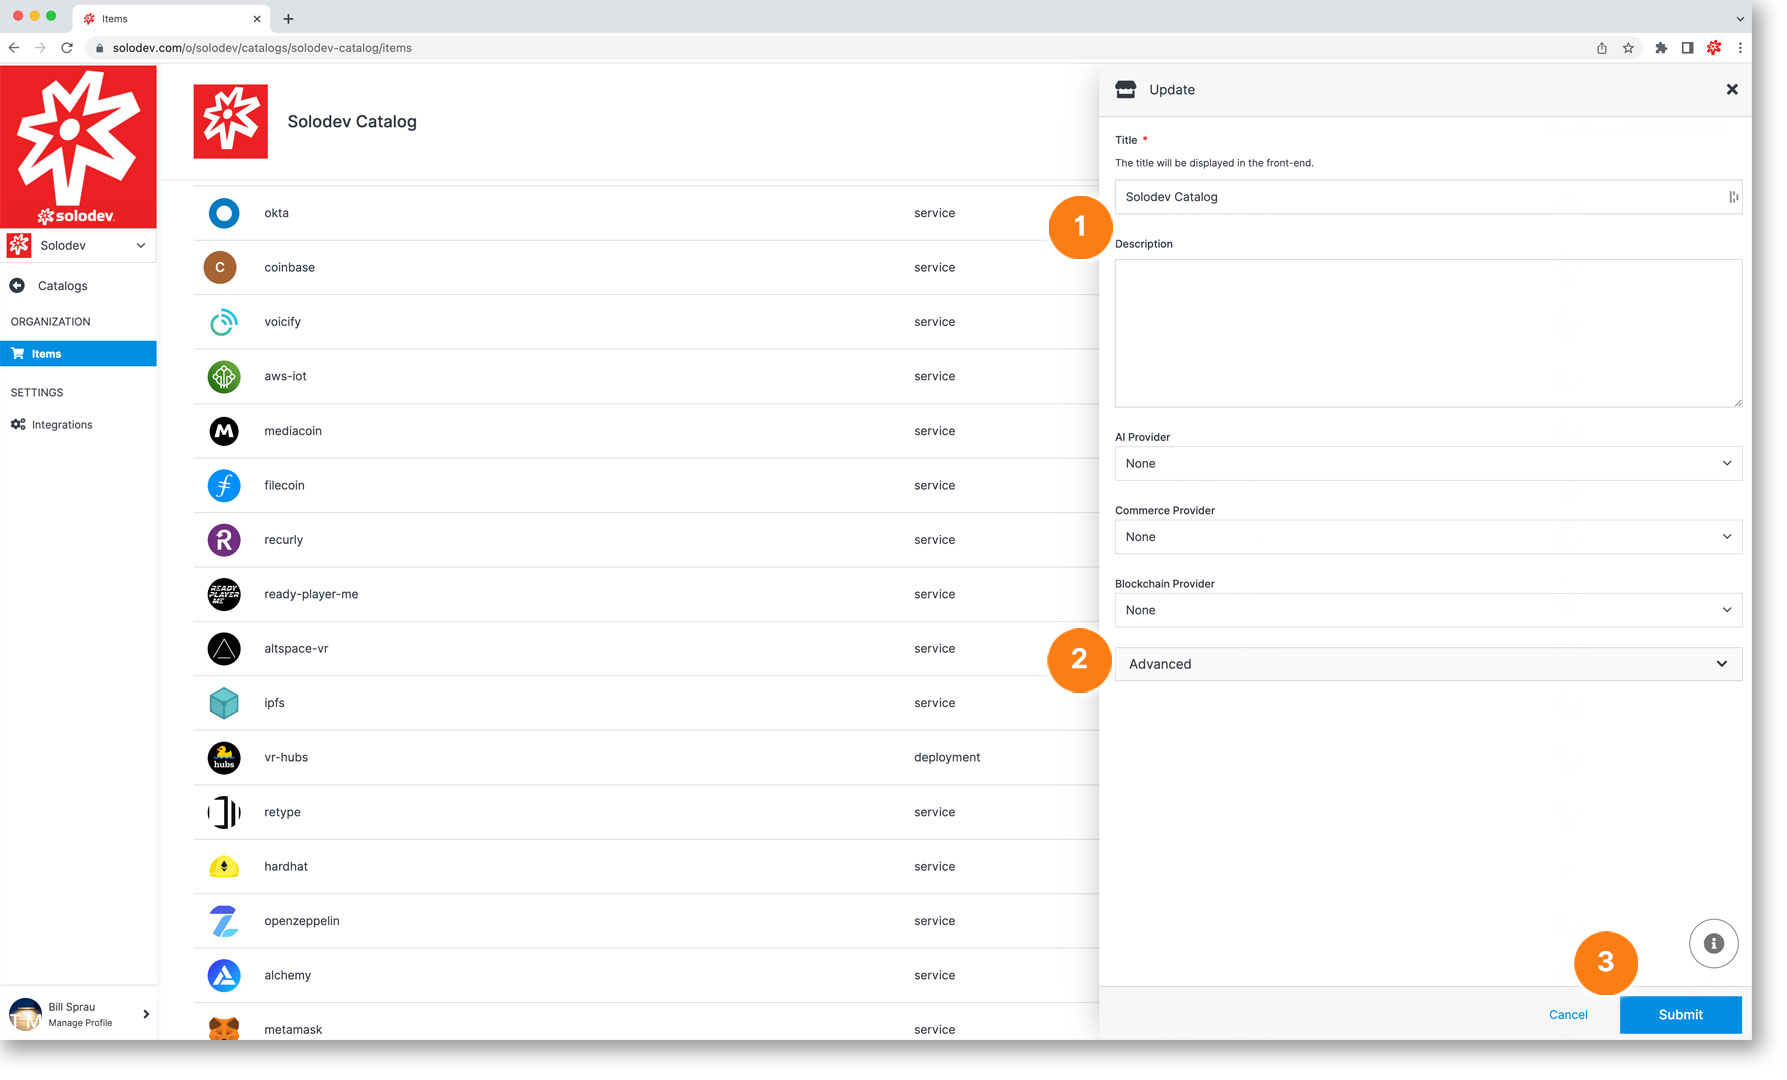 Items
solodev.com/o/solodev/catalogs/solodev-catalog/items
solodev
Solodev
Catalogs
ORGANIZATION
Items
SETTINGS
Integrations
Bill Sprau
Manage Profile
Solodev Catalog
okta service
C coinbase service
voicify service
aws-iot service
M mediacoin service
filecoin service
R recurly service
READY PLAYER ME ready-player-me service
altspace-vr service
ipfs service
hubs vr-hubs deployment
retype service
hardhat service
openzeppelin service
alchemy service
metamask service
Update
Title *
The title will be displayed in the front-end.
Solodev Catalog
1
Description
AI Provider
None
Commerce Provider
None
Blockchain Provider
None
2
Advanced
3
Cancel
Submit